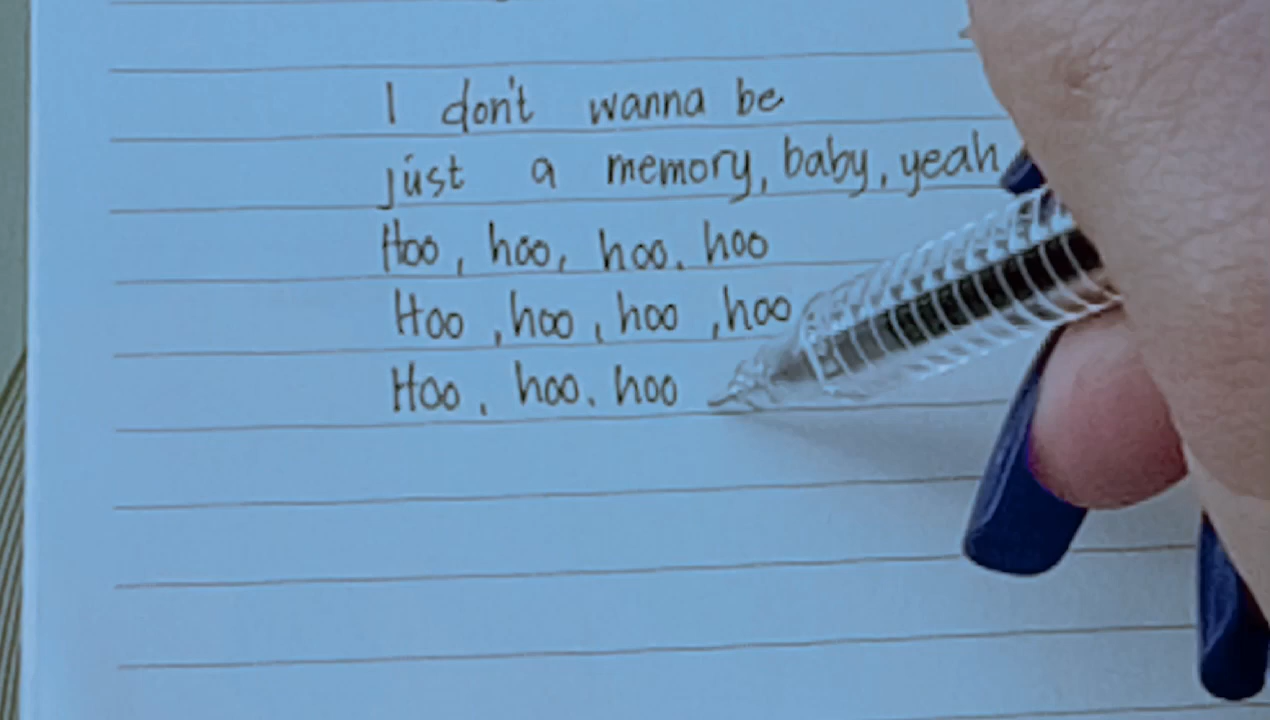 I don't wanna be
just a memory, baby, yeah
Hoo, hoo, hoo. hoo
Hoo, hoo, hoo, hoo
Hoo, hoo. hoo